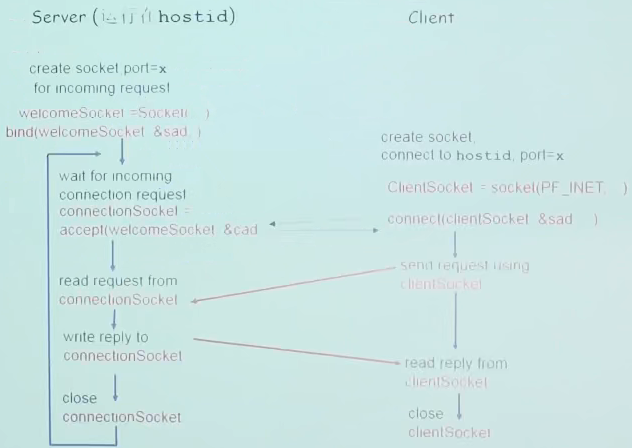 Server (运行在 hostid)
create socket port=x
for incoming request
welcomeSocket =Socket( )
bind(welcomeSocket &sad )
wait for incoming
connection request
connectionSocket =
accept(welcomeSocket &cad
read request from
connectionSocket
write reply to
connectionSocket
close
connectionSocket
Client
create socket,
connect to hostid, port=x
ClientSocket = socket(PF_INET, )
connect(clientSocket &sad )
send request using
clientSocket
read reply from
clientSocket
close
clientSocket